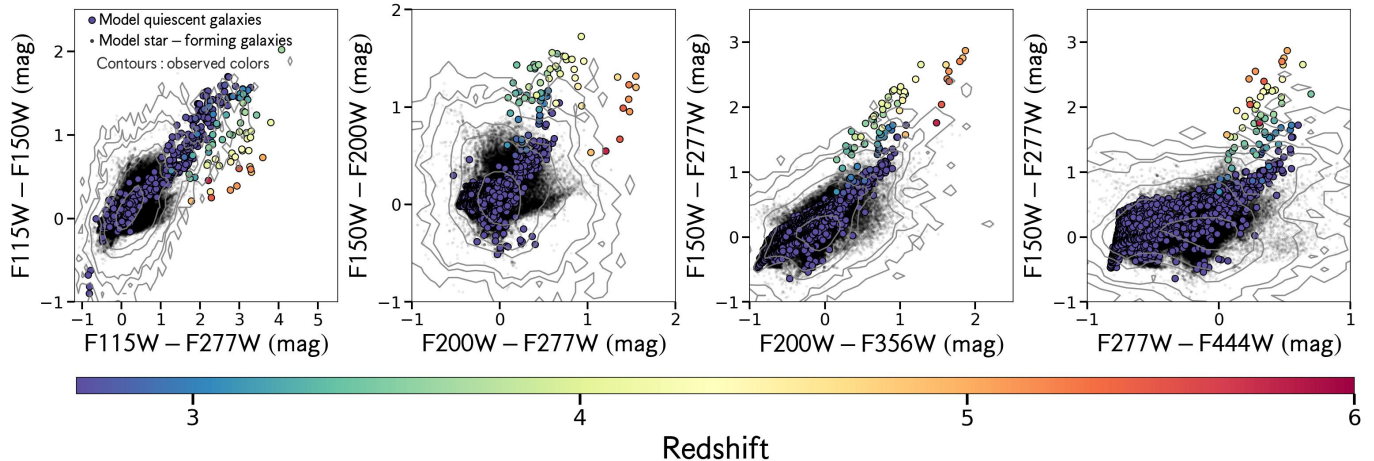 Model quiescent galaxies
Model star – forming galaxies
Contours : observed colors
F115W – F150W (mag)
2
1
0
−1
−1 0 1 2 3 4 5
F115W – F277W (mag)
F150W – F200W (mag)
2
1
0
−1
−1 0 1 2
F200W – F277W (mag)
F150W – F277W (mag)
3
2
1
0
−1
−1 0 1 2
F200W – F356W (mag)
F150W – F277W (mag)
3
2
1
0
−1
−1 0 1
F277W – F444W (mag)
3 4 5 6
Redshift